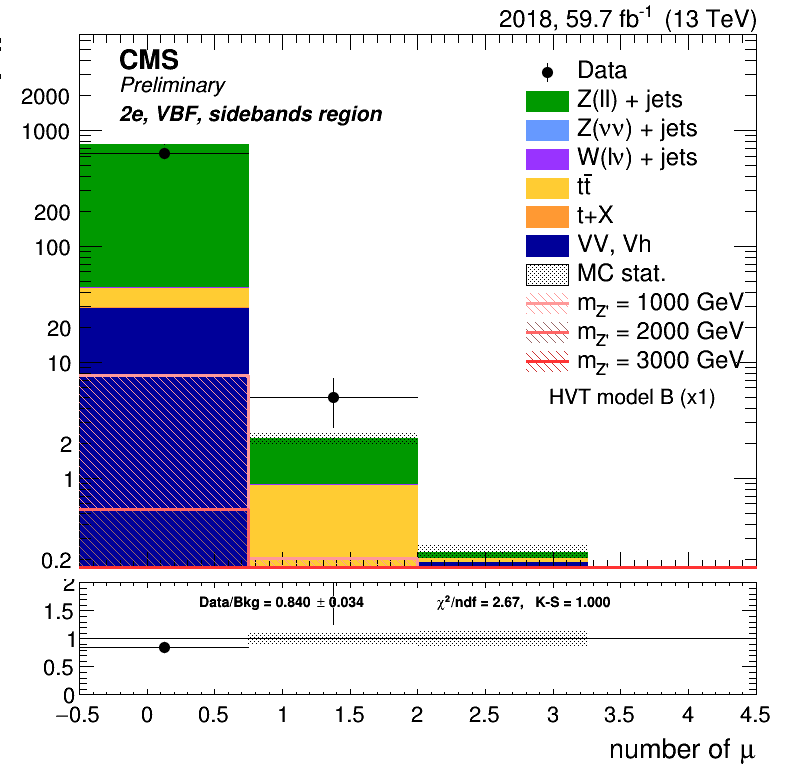 2018, 59.7 fb⁻¹ (13 TeV)
CMS
Preliminary
2e, VBF, sidebands region
Data
Z(ll) + jets
Z(νν) + jets
W(lν) + jets
tt̄
t+X
VV, Vh
MC stat.
m_Z' = 1000 GeV
m_Z' = 2000 GeV
m_Z' = 3000 GeV
HVT model B (x1)
2000
1000
200
100
20
10
2
1
0.2
Data/Bkg = 0.840 ± 0.034 χ²/ndf = 2.67, K-S = 1.000
2
1.5
1
0.5
0
−0.5 0 0.5 1 1.5 2 2.5 3 3.5 4 4.5
number of μ